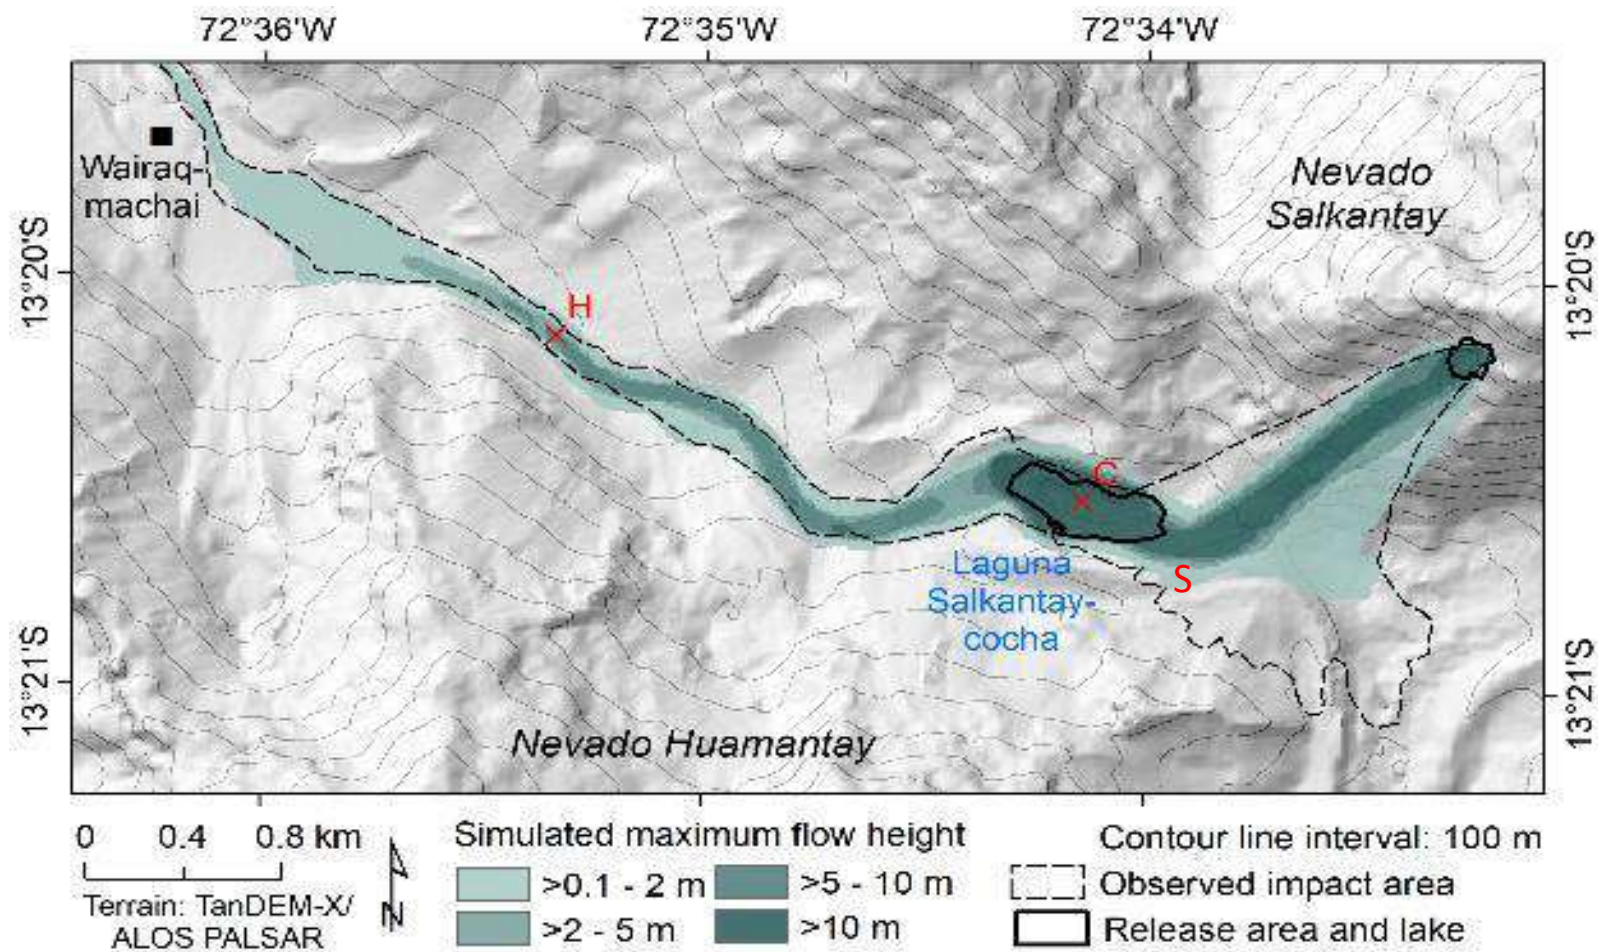 72°36'W 72°35'W 72°34'W
Nevado
Salkantay
Wairaq-
machai
13°20'S
13°20'S
H
C
Laguna
Salkantay-
cocha
S
13°21'S
13°21'S
Nevado Huamantay
0 0.4 0.8 km
Terrain: TanDEM-X/
ALOS PALSAR
N
Simulated maximum flow height
>0.1 - 2 m
>5 - 10 m
>2 - 5 m
>10 m
Contour line interval: 100 m
Observed impact area
Release area and lake